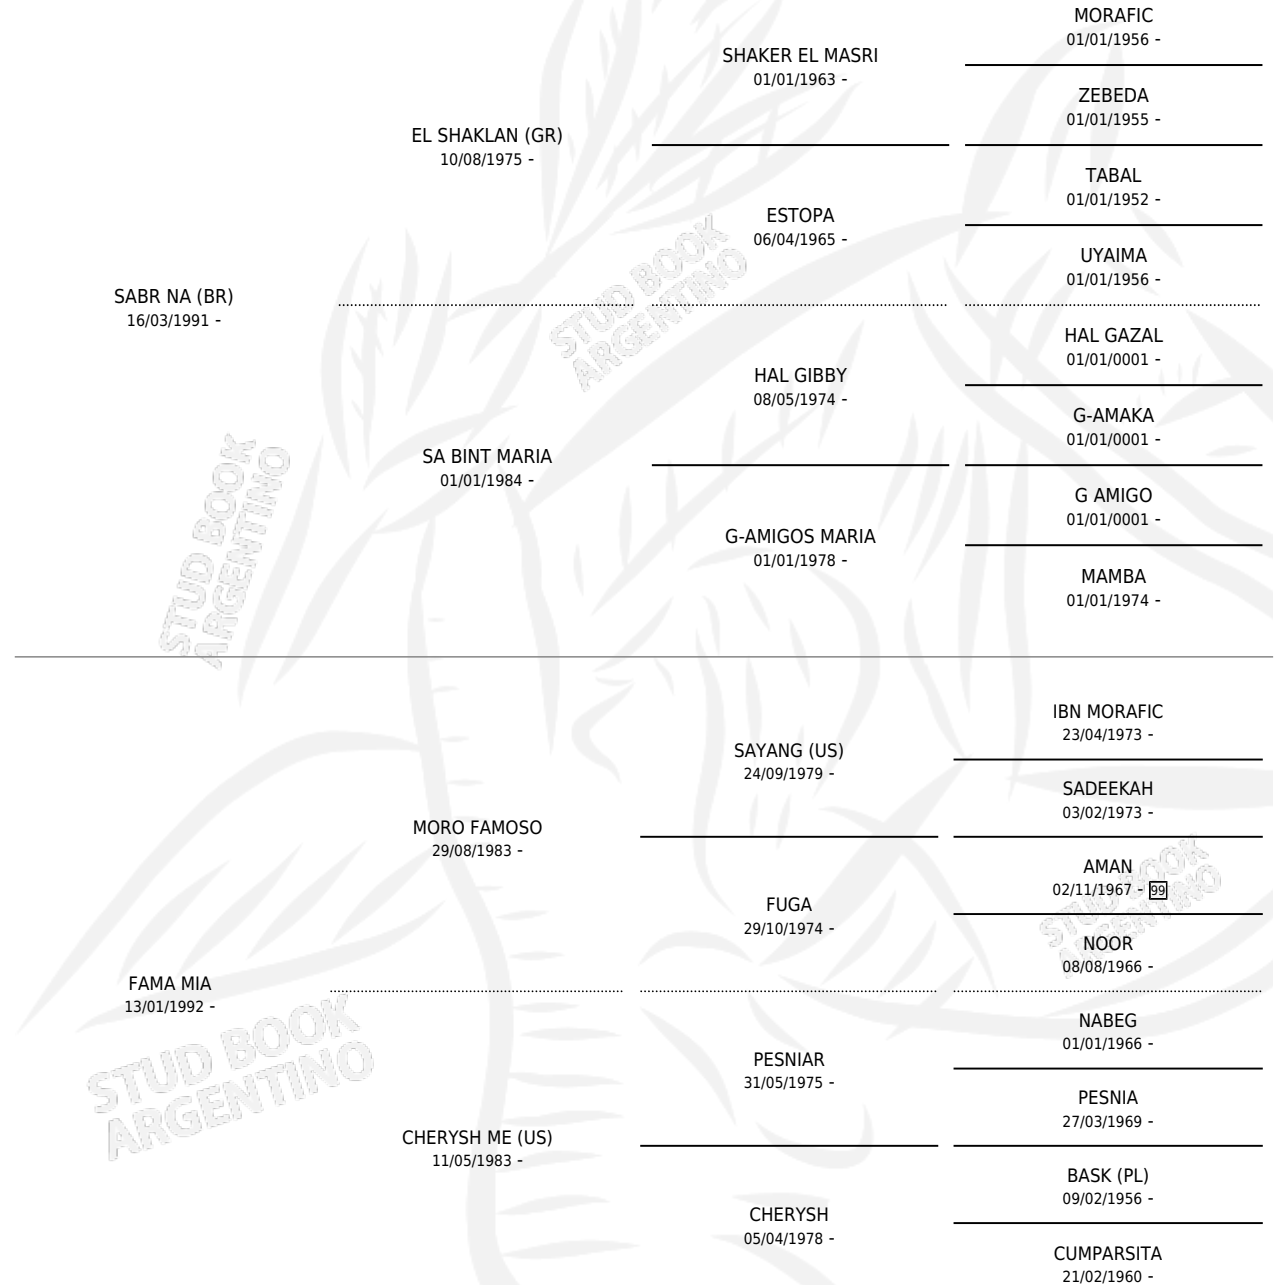 MORAFIC
01/01/1956 -
SHAKER EL MASRI
01/01/1963 -
ZEBEDA
01/01/1955 -
EL SHAKLAN (GR)
10/08/1975 -
TABAL
01/01/1952 -
ESTOPA
06/04/1965 -
UYAIMA
01/01/1956 -
SABR NA (BR)
16/03/1991 -
HAL GAZAL
01/01/0001 -
HAL GIBBY
08/05/1974 -
G-AMAKA
01/01/0001 -
SA BINT MARIA
01/01/1984 -
G AMIGO
01/01/0001 -
G-AMIGOS MARIA
01/01/1978 -
MAMBA
01/01/1974 -
IBN MORAFIC
23/04/1973 -
SAYANG (US)
24/09/1979 -
SADEEKAH
03/02/1973 -
MORO FAMOSO
29/08/1983 -
AMAN
02/11/1967 - 99
FUGA
29/10/1974 -
NOOR
08/08/1966 -
FAMA MIA
13/01/1992 -
NABEG
01/01/1966 -
PESNIAR
31/05/1975 -
PESNIA
27/03/1969 -
CHERYSH ME (US)
11/05/1983 -
BASK (PL)
09/02/1956 -
CHERYSH
05/04/1978 -
CUMPARSITA
21/02/1960 -
STUD BOOK
ARGENTINO
STUD BOOK
ARGENTINO
STUD BOOK
ARGENTINO
STUD BOOK
ARGENTINO